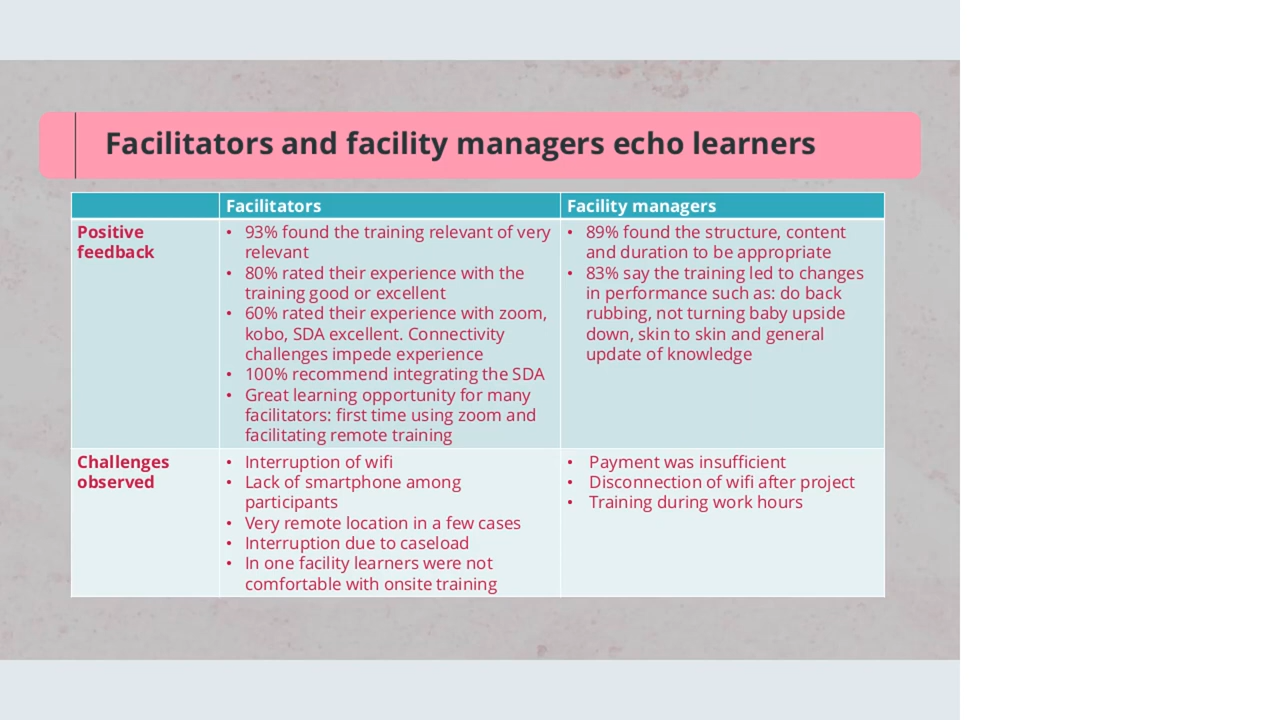 Facilitators and facility managers echo learners
Facilitators
Facility managers
Positive
feedback
• 93% found the training relevant of very
relevant
• 80% rated their experience with the
training good or excellent
• 60% rated their experience with zoom,
kobo, SDA excellent. Connectivity
challenges impede experience
• 100% recommend integrating the SDA
• Great learning opportunity for many
facilitators: first time using zoom and
facilitating remote training
• 89% found the structure, content
and duration to be appropriate
• 83% say the training led to changes
in performance such as: do back
rubbing, not turning baby upside
down, skin to skin and general
update of knowledge
Challenges
observed
• Interruption of wifi
• Lack of smartphone among
participants
• Very remote location in a few cases
• Interruption due to caseload
• In one facility learners were not
comfortable with onsite training
• Payment was insufficient
• Disconnection of wifi after project
• Training during work hours